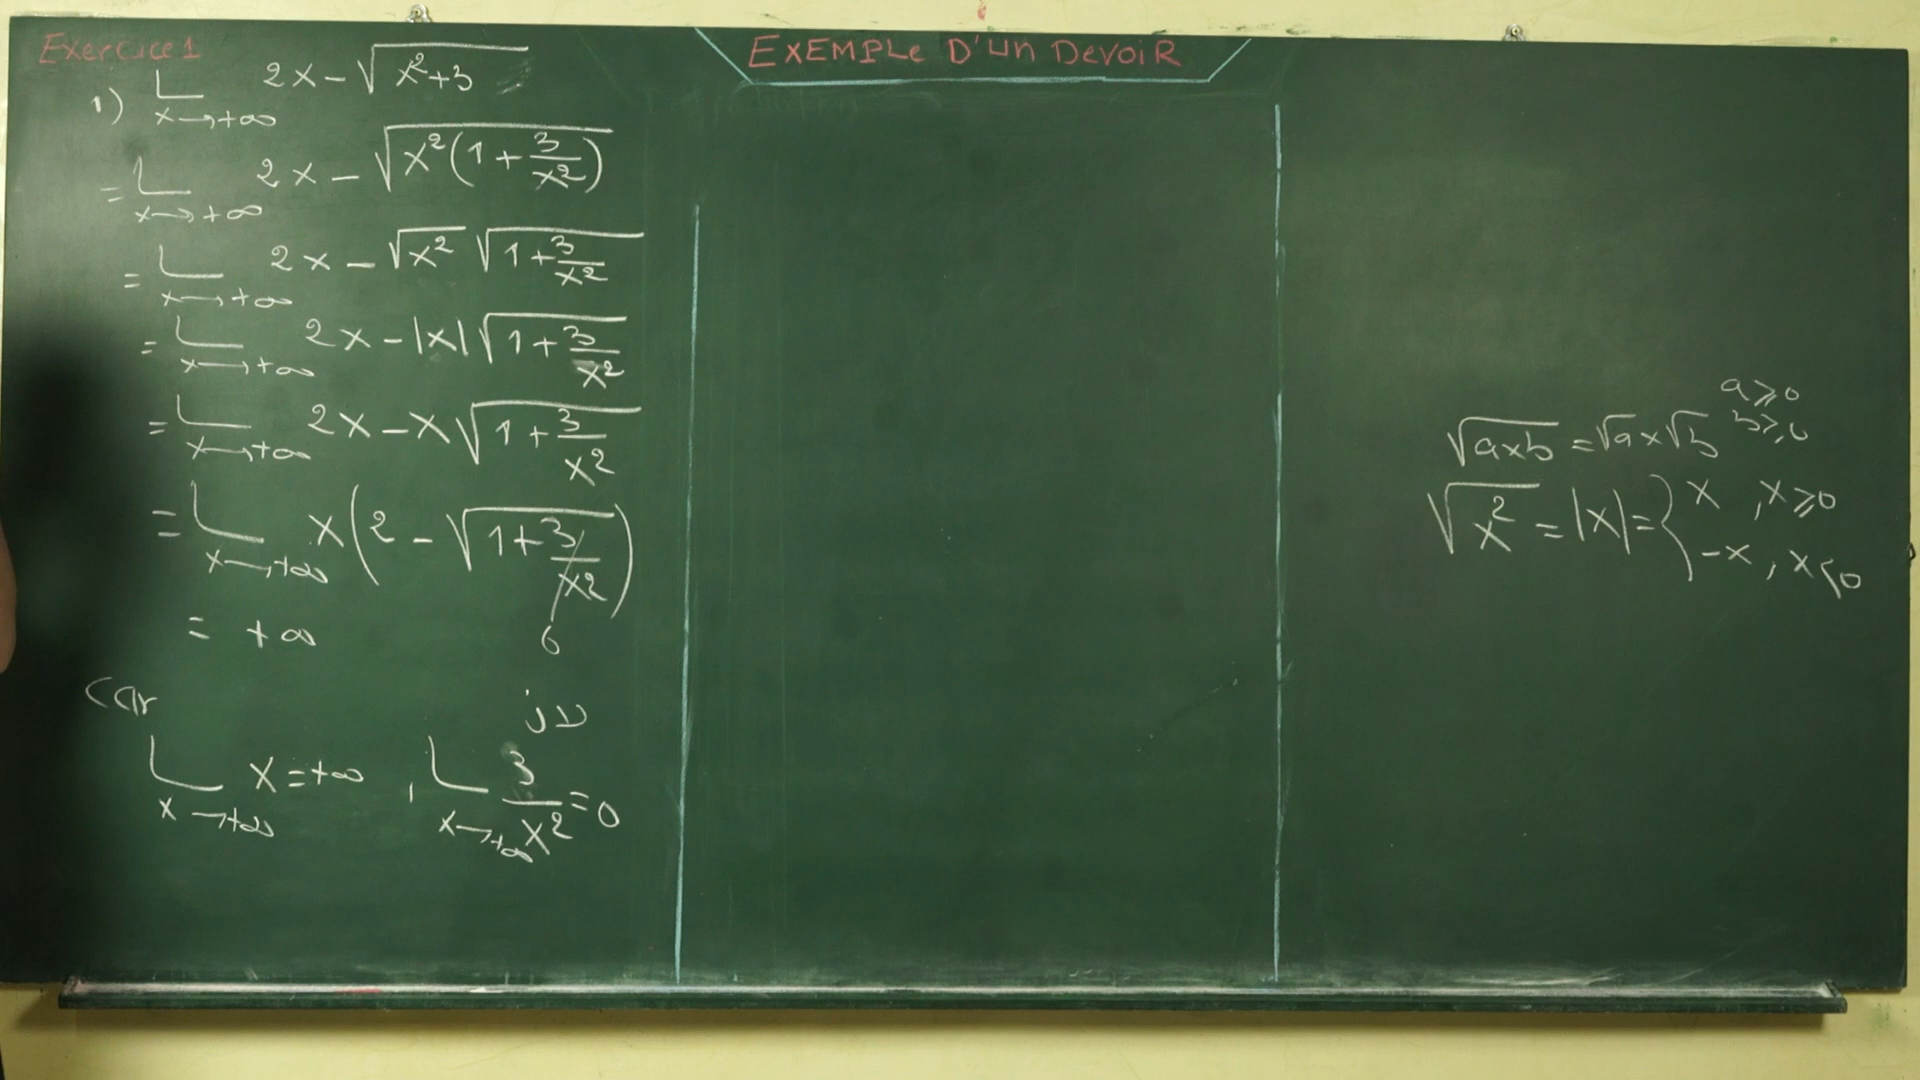 EXEMPLE D'UN DEVOIR
Exercice 1
1) L x→+∞ 2x − √(x²+3)
= L x→+∞ 2x − √(x²(1 + 3/x²))
= L x→+∞ 2x − √x² √(1 + 3/x²)
= L x→+∞ 2x − |x| √(1 + 3/x²)
= L x→+∞ 2x − x √(1 + 3/x²)
= L x→+∞ x(2 − √(1 + 3/x²))
0
= +∞
car
L x→+∞ x = +∞ , L x→+∞ 3/x² = 0
a ≥ 0
b ≥ 0
√(a×b) = √a × √b
√x² = |x| = { x , x ≥ 0
−x , x < 0